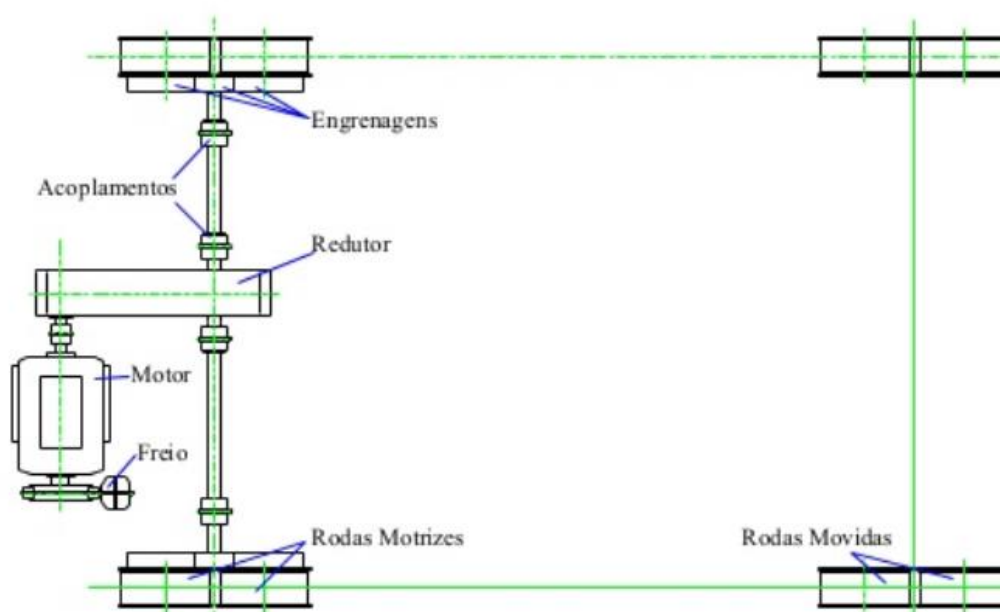 Engrenagens
Acoplamentos
Redutor
Motor
Freio
Rodas Motrizes
Rodas Movidas